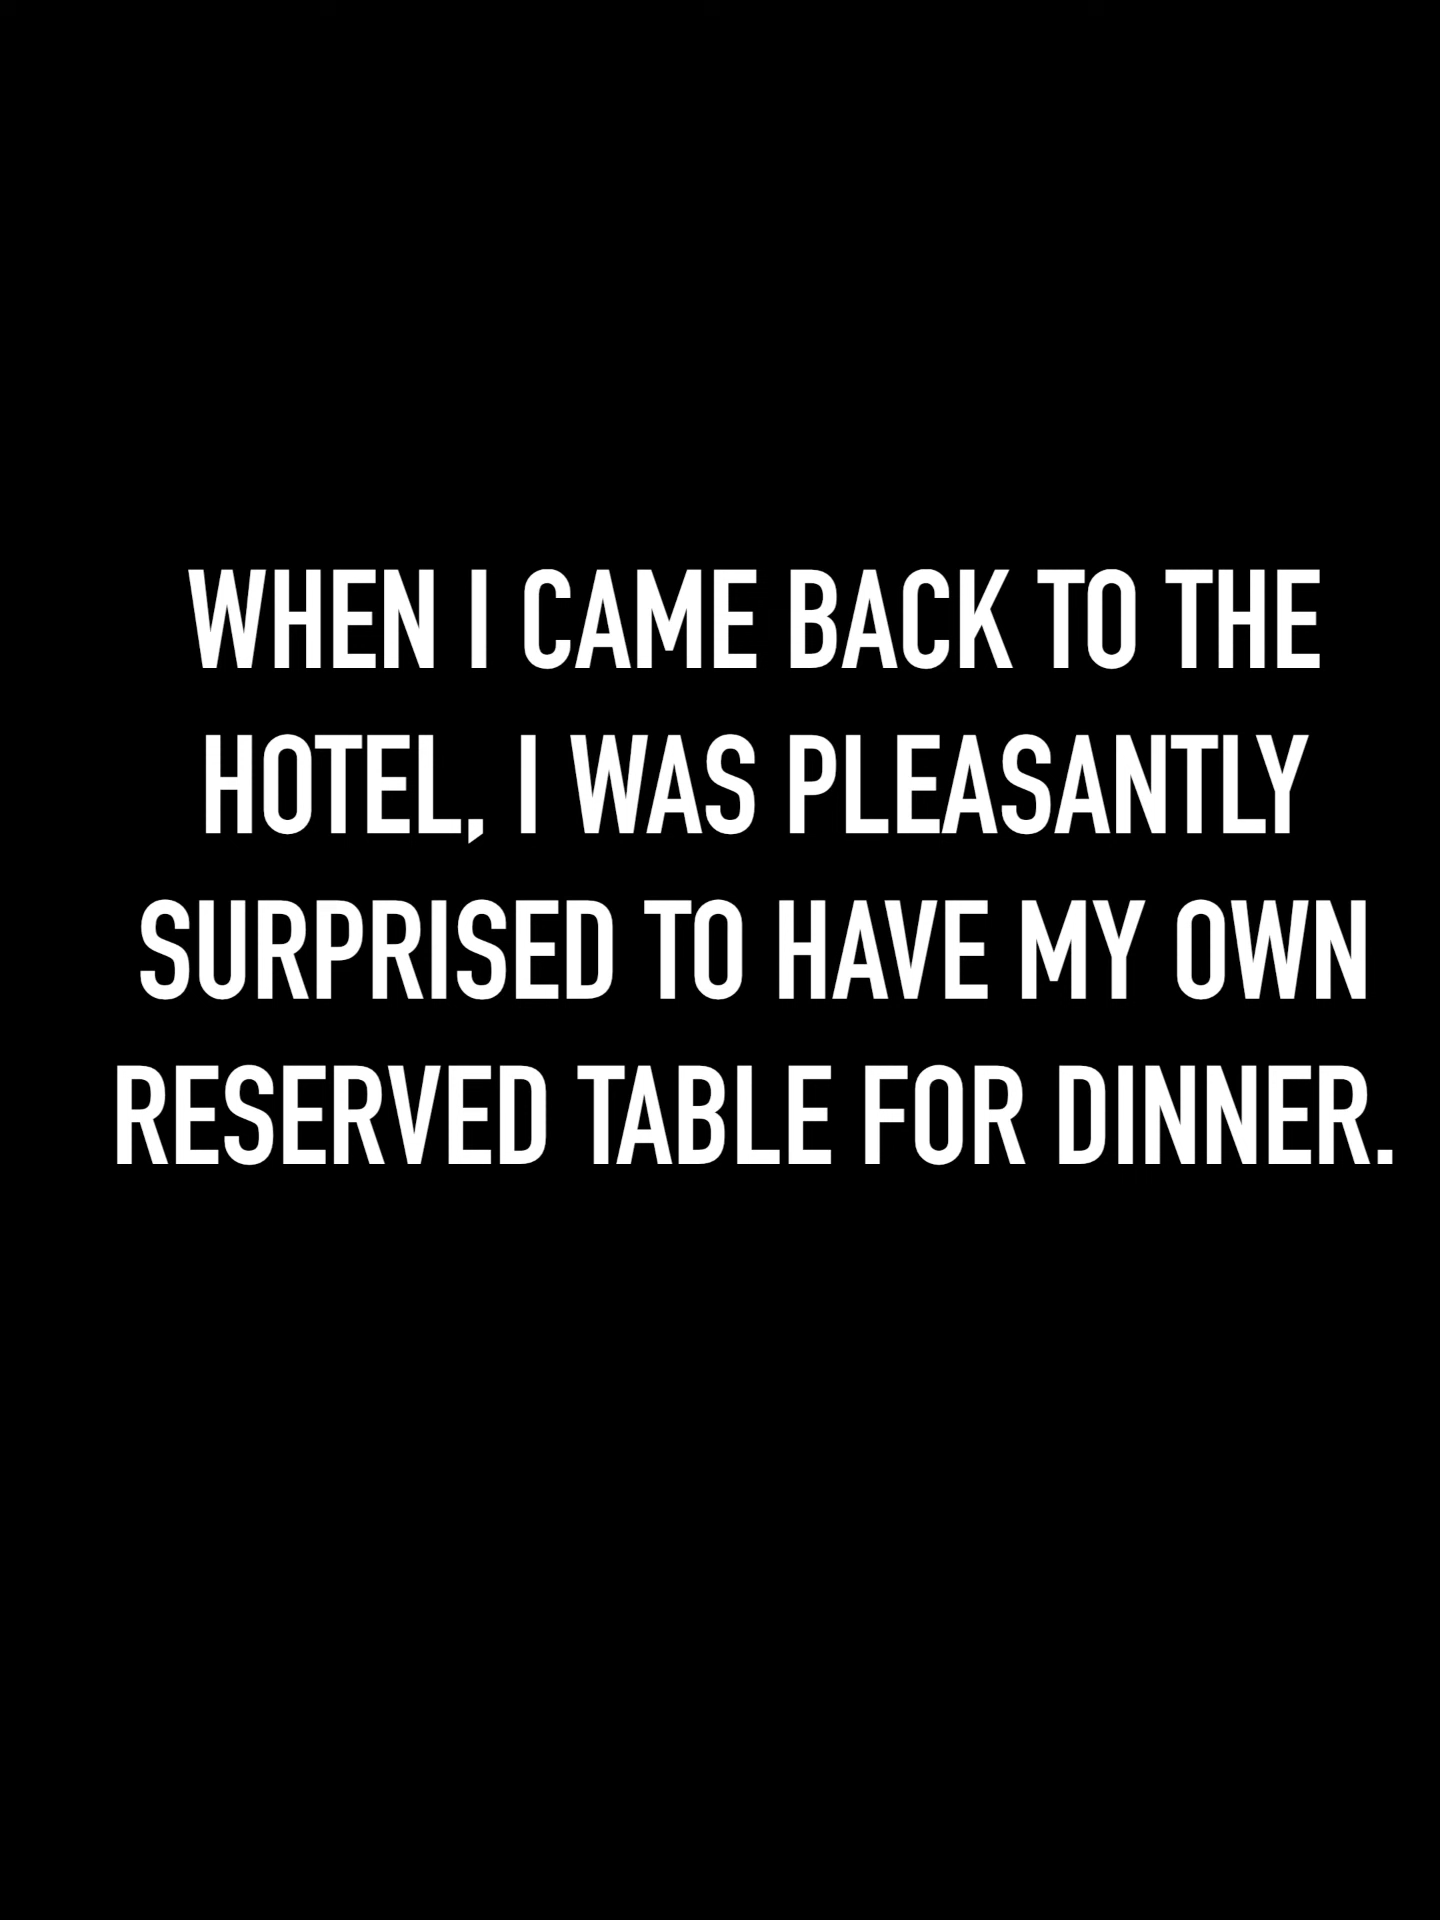 WHEN I CAME BACK TO THE
HOTEL, I WAS PLEASANTLY
SURPRISED TO HAVE MY OWN
RESERVED TABLE FOR DINNER.